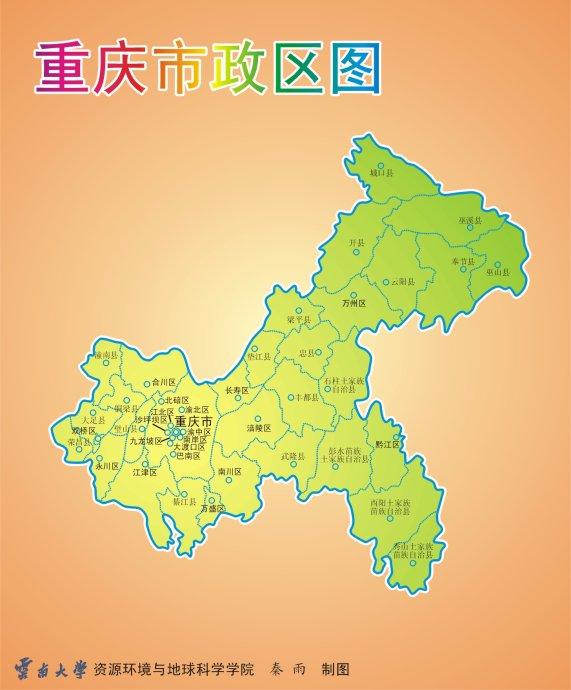 重庆市政区图
城口县
巫溪县
开县
奉节县
巫山县
云阳县
万州区
梁平县
忠县
垫江县
石柱土家族
自治县
丰都县
长寿区
潼南县
合川区
北碚区
渝北区
江北区
铜梁县
沙坪坝区
重庆市
大足县
双桥区
璧山县
渝中区
九龙坡区
南岸区
荣昌县
大渡口区
巴南区
涪陵区
黔江区
彭水苗族
土家族自治县
武隆县
永川区
江津区
南川区
綦江县
万盛区
酉阳土家族
苗族自治县
秀山土家族
苗族自治县
雲南大学 资源环境与地球科学学院 秦雨 制图